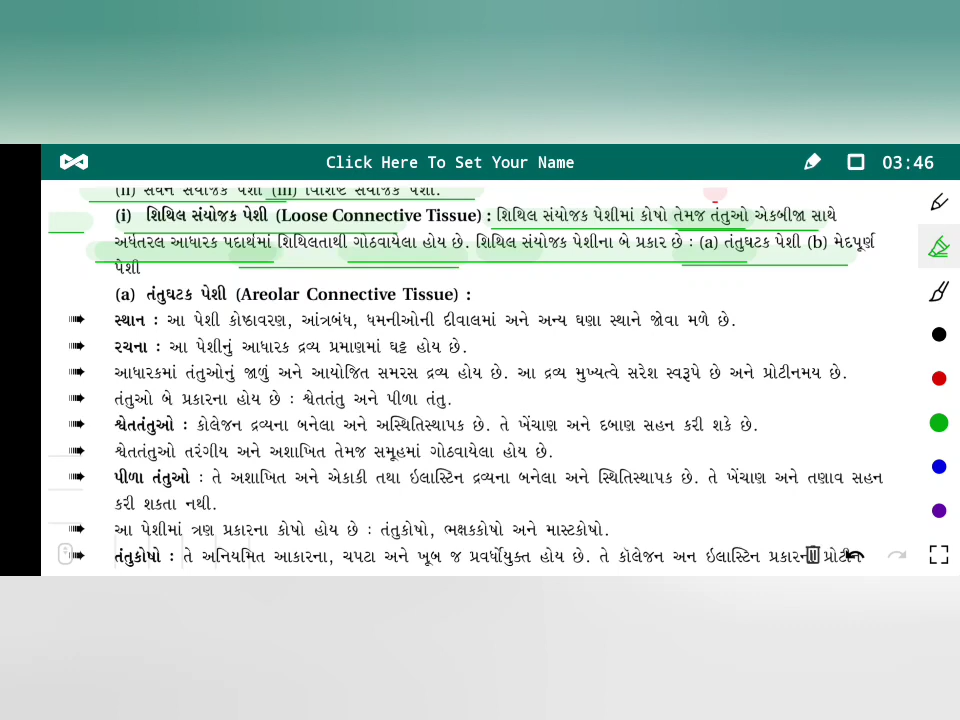 Click Here To Set Your Name
03:46
(ii) સઘન સંયોજક પેશી (iii) વિશિષ્ટ સંયોજક પેશી.
(i) શિથિલ સંયોજક પેશી (Loose Connective Tissue) : શિથિલ સંયોજક પેશીમાં કોષો તેમજ તંતુઓ એકબીજા સાથે
અર્ધતરલ આધારક પદાર્થમાં શિથિલતાથી ગોઠવાયેલા હોય છે. શિથિલ સંયોજક પેશીના બે પ્રકાર છે : (a) તંતુઘટક પેશી (b) મેદપૂર્ણ
પેશી
(a) તંતુઘટક પેશી (Areolar Connective Tissue) :
સ્થાન : આ પેશી કોષ્ઠાવરણ, આંત્રબંધ, ધમનીઓની દીવાલમાં અને અન્ય ઘણા સ્થાને જોવા મળે છે.
રચના : આ પેશીનું આધારક દ્રવ્ય પ્રમાણમાં ઘટ્ટ હોય છે.
આધારકમાં તંતુઓનું જાળું અને આયોજિત સમરસ દ્રવ્ય હોય છે. આ દ્રવ્ય મુખ્યત્વે સરેશ સ્વરૂપે છે અને પ્રોટીનમય છે.
તંતુઓ બે પ્રકારના હોય છે : શ્વેતતંતુ અને પીળા તંતુ.
શ્વેતતંતુઓ : કોલેજન દ્રવ્યના બનેલા અને અસ્થિતિસ્થાપક છે. તે ખેંચાણ અને દબાણ સહન કરી શકે છે.
શ્વેતતંતુઓ તરંગીય અને અશાખિત તેમજ સમૂહમાં ગોઠવાયેલા હોય છે.
પીળા તંતુઓ : તે અશાખિત અને એકાકી તથા ઇલાસ્ટિન દ્રવ્યના બનેલા અને સ્થિતિસ્થાપક છે. તે ખેંચાણ અને તણાવ સહન
કરી શકતા નથી.
આ પેશીમાં ત્રણ પ્રકારના કોષો હોય છે : તંતુકોષો, ભક્ષકકોષો અને માસ્ટકોષો.
તંતુકોષો : તે અનિયમિત આકારના, ચપટા અને ખૂબ જ પ્રવર્ધોયુક્ત હોય છે. તે કૉલેજન અન ઇલાસ્ટિન પ્રકારના પ્રોટીન